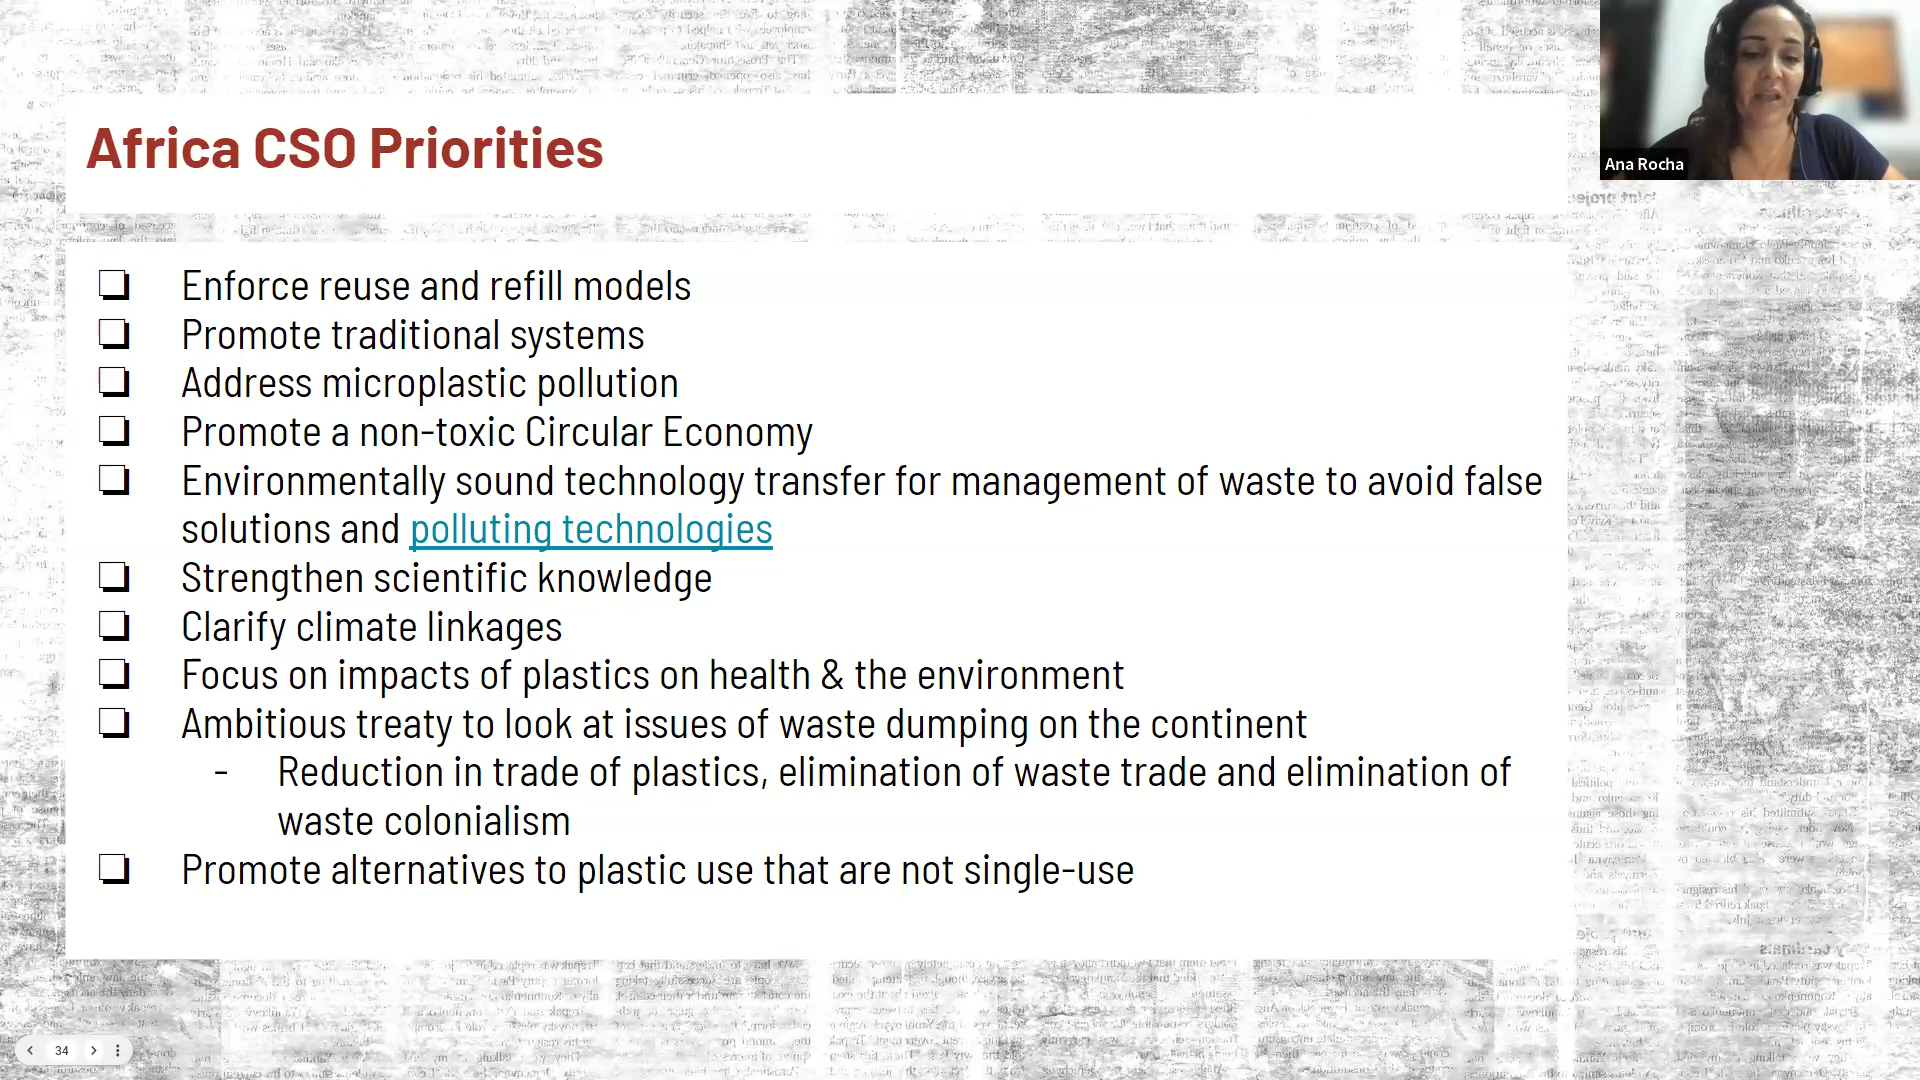 Africa CSO Priorities
Ana Rocha
Enforce reuse and refill models
Promote traditional systems
Address microplastic pollution
Promote a non-toxic Circular Economy
Environmentally sound technology transfer for management of waste to avoid false
solutions and polluting technologies
Strengthen scientific knowledge
Clarify climate linkages
Focus on impacts of plastics on health & the environment
Ambitious treaty to look at issues of waste dumping on the continent
- Reduction in trade of plastics, elimination of waste trade and elimination of
waste colonialism
Promote alternatives to plastic use that are not single-use
34